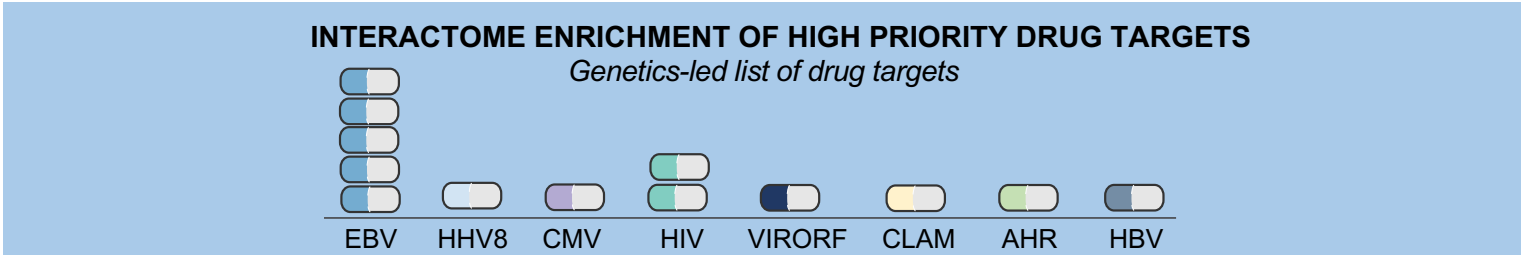 INTERACTOME ENRICHMENT OF HIGH PRIORITY DRUG TARGETS
Genetics-led list of drug targets
EBV HHV8 CMV HIV VIRORF CLAM AHR HBV